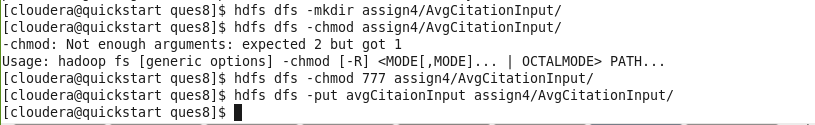 [cloudera@quickstart ques8]$ hdfs dfs -mkdir assign4/AvgCitationInput/
[cloudera@quickstart ques8]$ hdfs dfs -chmod assign4/AvgCitationInput/
-chmod: Not enough arguments: expected 2 but got 1
Usage: hadoop fs [generic options] -chmod [-R] <MODE[,MODE]... | OCTALMODE> PATH...
[cloudera@quickstart ques8]$ hdfs dfs -chmod 777 assign4/AvgCitationInput/
[cloudera@quickstart ques8]$ hdfs dfs -put avgCitaionInput assign4/AvgCitationInput/
[cloudera@quickstart ques8]$